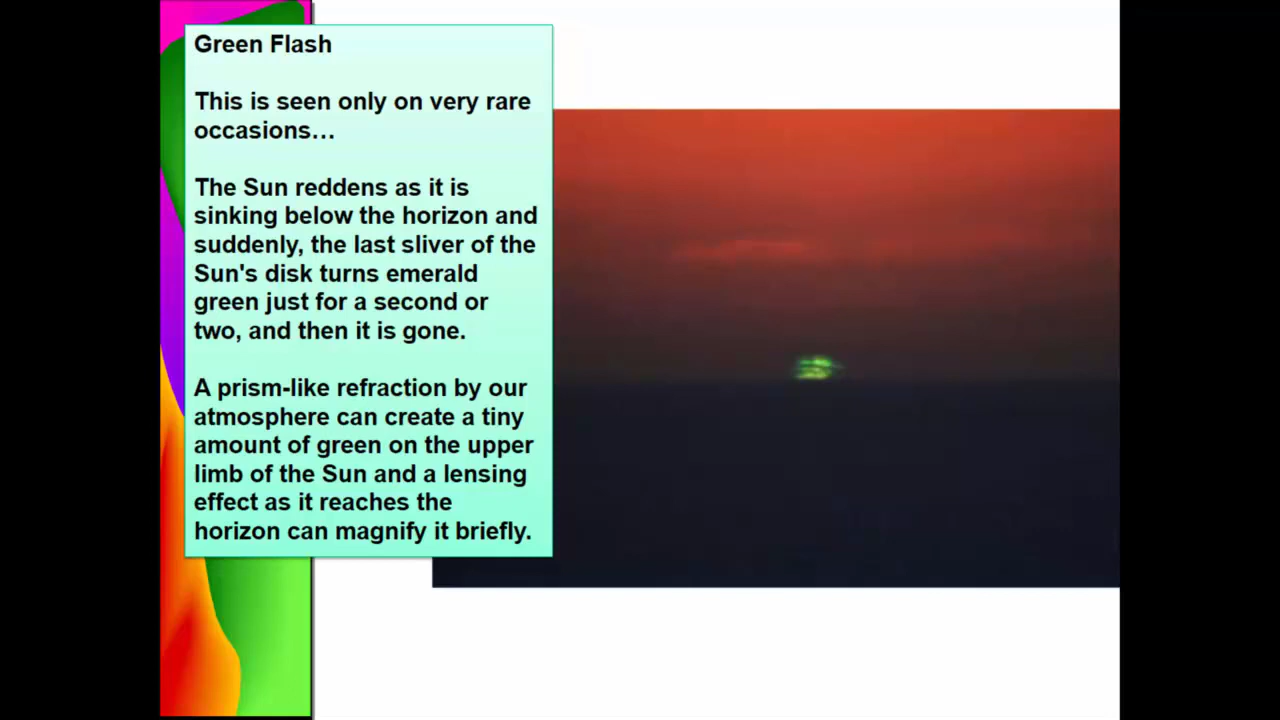 Green Flash
This is seen only on very rare
occasions…
The Sun reddens as it is
sinking below the horizon and
suddenly, the last sliver of the
Sun's disk turns emerald
green just for a second or
two, and then it is gone.
A prism-like refraction by our
atmosphere can create a tiny
amount of green on the upper
limb of the Sun and a lensing
effect as it reaches the
horizon can magnify it briefly.